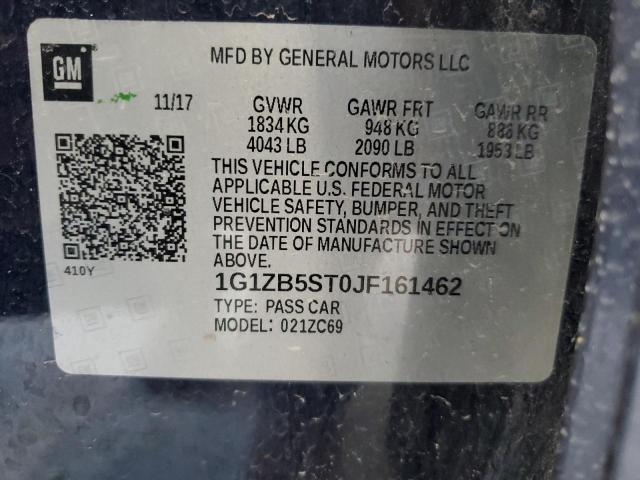 GM
MFD BY GENERAL MOTORS LLC
11/17 GVWR GAWR FRT GAWR RR
1834 KG 948 KG 886 KG
4043 LB 2090 LB 1953 LB
THIS VEHICLE CONFORMS TO ALL
APPLICABLE U.S. FEDERAL MOTOR
VEHICLE SAFETY, BUMPER, AND THEFT
PREVENTION STANDARDS IN EFFECT ON
THE DATE OF MANUFACTURE SHOWN
ABOVE.
410Y
1G1ZB5ST0JF161462
TYPE: PASS CAR
MODEL: 021ZC69